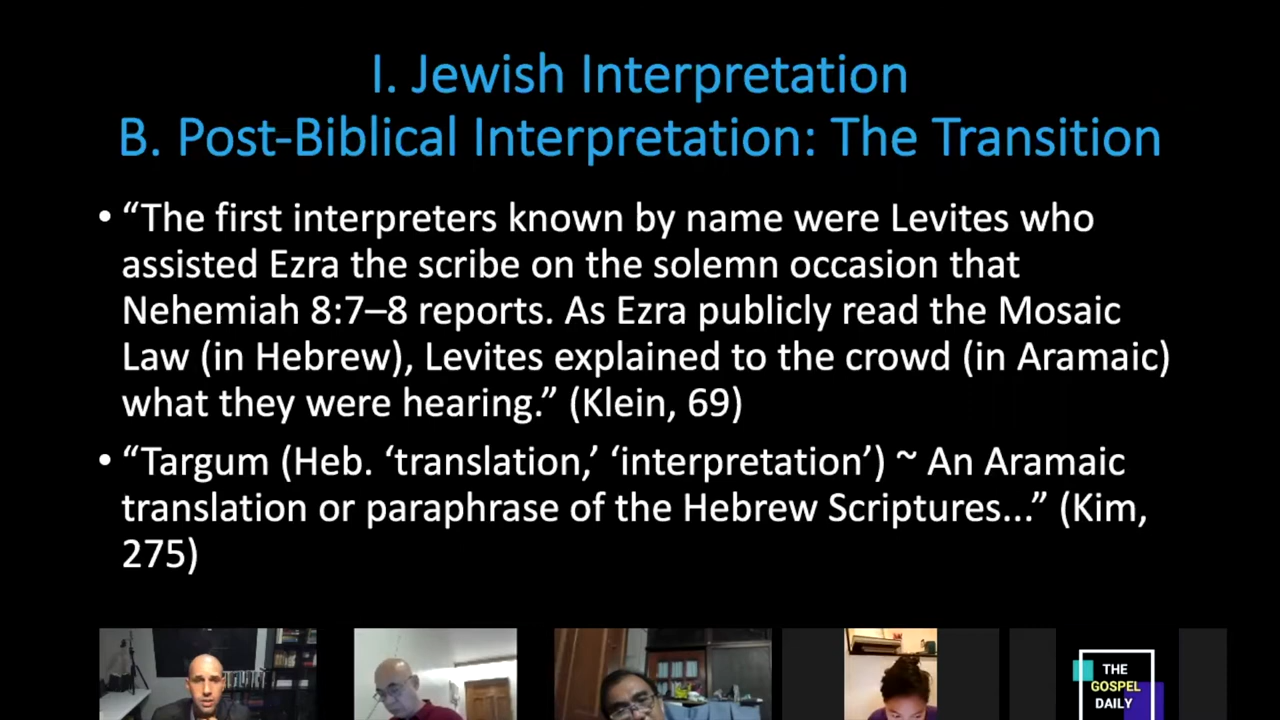 I. Jewish Interpretation
B. Post-Biblical Interpretation: The Transition
• “The first interpreters known by name were Levites who
assisted Ezra the scribe on the solemn occasion that
Nehemiah 8:7–8 reports. As Ezra publicly read the Mosaic
Law (in Hebrew), Levites explained to the crowd (in Aramaic)
what they were hearing.” (Klein, 69)
• “Targum (Heb. ‘translation,’ ‘interpretation’) ~ An Aramaic
translation or paraphrase of the Hebrew Scriptures...” (Kim,
275)
THE
GOSPEL
DAILY